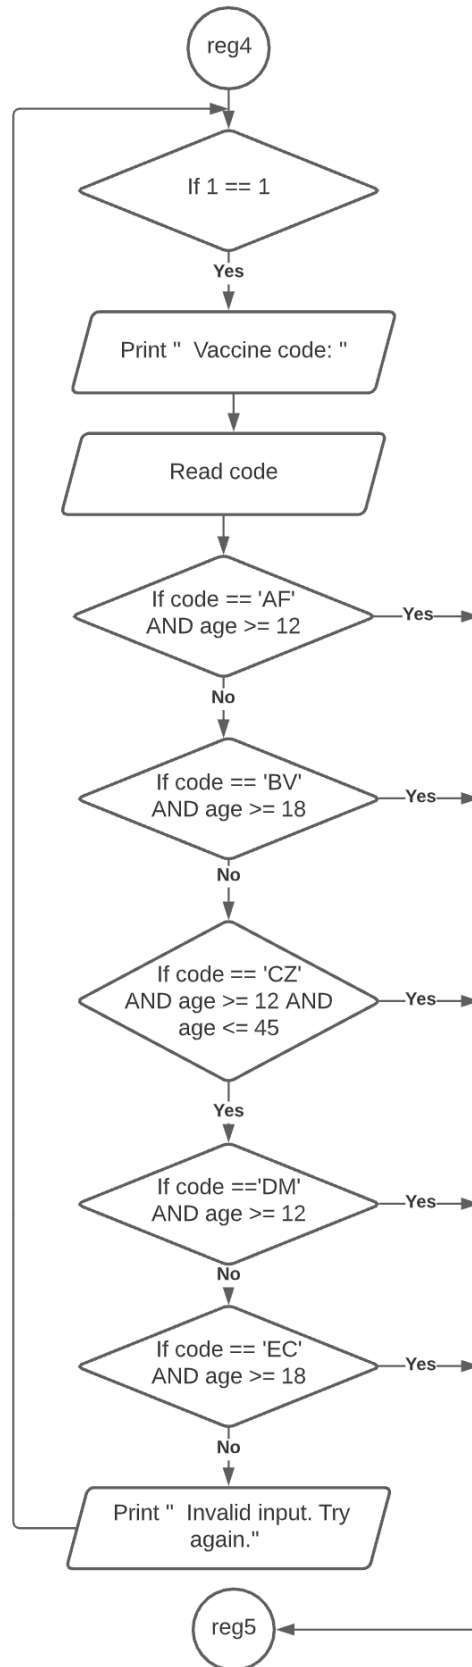 reg4
If 1 == 1
Yes
Print "  Vaccine code: "
Read code
If code == 'AF'
AND age >= 12
Yes
No
If code == 'BV'
AND age >= 18
Yes
No
If code == 'CZ'
AND age >= 12 AND
age <= 45
Yes
Yes
If code =='DM'
AND age >= 12
Yes
No
If code == 'EC'
AND age >= 18
Yes
No
Print "  Invalid input. Try
again."
reg5